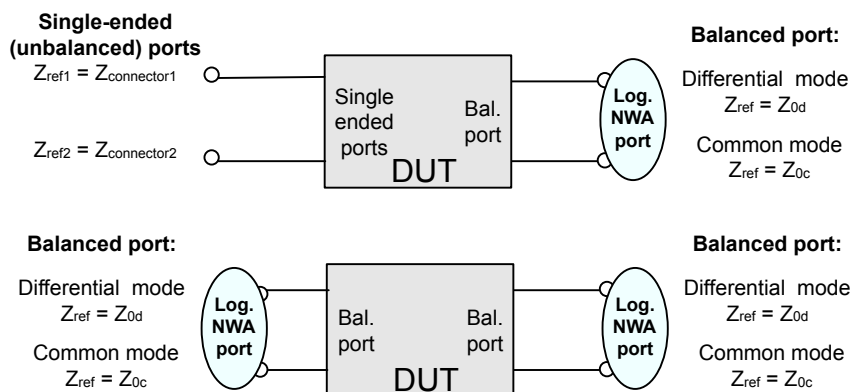 Single-ended
(unbalanced) ports
Zref1 = Zconnector1
Zref2 = Zconnector2
Single
ended
ports
Bal.
port
DUT
Log.
NWA
port
Balanced port:
Differential mode
Zref = Z0d
Common mode
Zref = Z0c
Balanced port:
Differential mode
Zref = Z0d
Common mode
Zref = Z0c
Log.
NWA
port
Bal.
port
Bal.
port
DUT
Log.
NWA
port
Balanced port:
Differential mode
Zref = Z0d
Common mode
Zref = Z0c